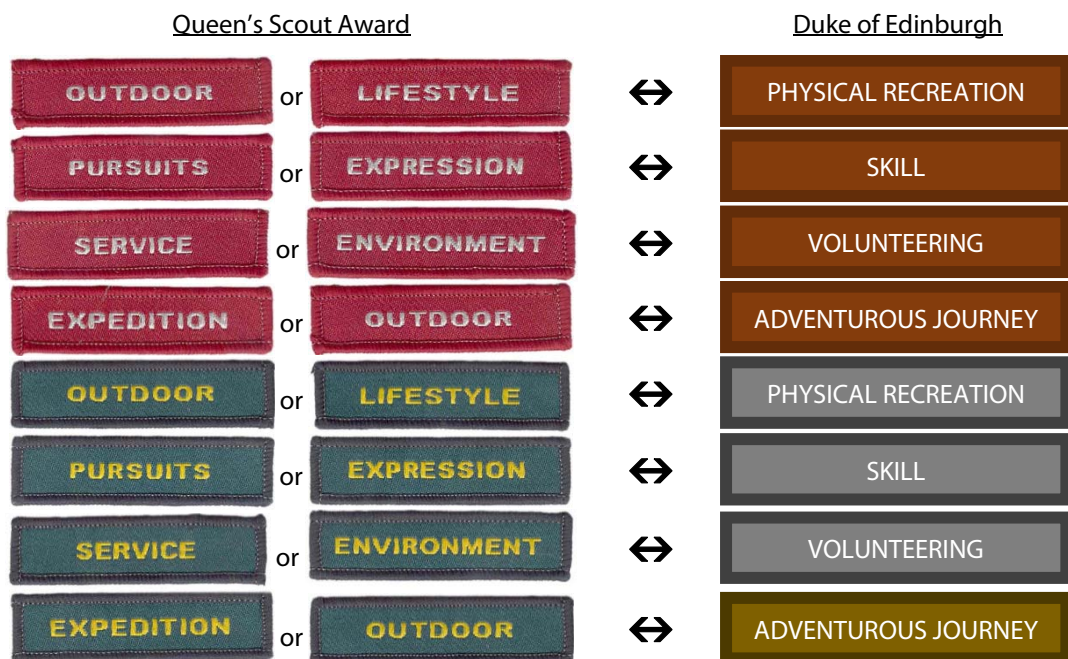 Queen's Scout Award Duke of Edinburgh
OUTDOOR or LIFESTYLE ↔ PHYSICAL RECREATION
PURSUITS or EXPRESSION ↔ SKILL
SERVICE or ENVIRONMENT ↔ VOLUNTEERING
EXPEDITION or OUTDOOR ↔ ADVENTUROUS JOURNEY
OUTDOOR or LIFESTYLE ↔ PHYSICAL RECREATION
PURSUITS or EXPRESSION ↔ SKILL
SERVICE or ENVIRONMENT ↔ VOLUNTEERING
EXPEDITION or OUTDOOR ↔ ADVENTUROUS JOURNEY